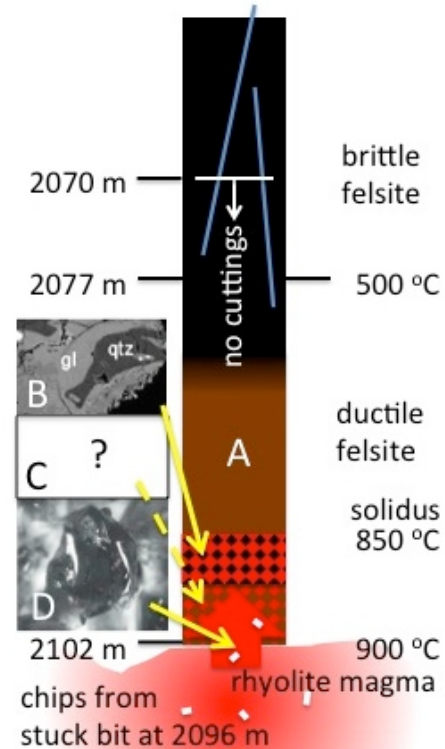 2070 m
brittle
felsite
no cuttings
2077 m
500 °C
gl
qtz
B
?
C
A
ductile
felsite
solidus
850 °C
D
2102 m
900 °C
rhyolite magma
chips from
stuck bit at 2096 m